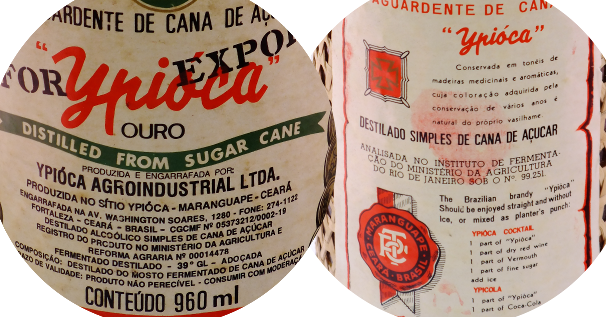 ARDENTE DE CANA DE AÇU
FOR EXPO
"Ypióca"
OURO
DISTILLED FROM SUGAR CANE
PRODUZIDA E ENGARRAFADA POR:
YPIÓCA AGROINDUSTRIAL LTDA.
PRODUZIDA NO SÍTIO YPIÓCA - MARANGUAPE - CEARÁ
ENGARRAFADA NA AV. WASHINGTON SOARES, 1280 - FONE: 274-1122
FORTALEZA - CEARÁ - BRASIL - CGCMF Nº 05373212/0002-19
DESTILADO ALCOÓLICO SIMPLES DE CANA DE AÇÚCAR
REGISTRO DO PRODUTO NO MINISTÉRIO DA AGRICULTURA E
REFORMA AGRARIA Nº 00014478
FERMENTADO DESTILADO - 39º GL - ADOÇADA
COMPOSIÇÃO: DESTILADO DO MOSTO FERMENTADO DE CANA DE AÇÚCAR
RAZO DE VALIDADE: PRODUTO NÃO PERECÍVEL - CONSUMIR COM MODERAÇ
CONTEÚDO 960 ml
AGUARDENTE DE CAN
"Ypióca"
Conservada em tonéis de
madeiras medicinais e aromáticas,
cuja coloração adquirida pela
conservação de vários anos é
natural do próprio vasilhame.
DESTILADO SIMPLES DE CANA DE AÇUCAR
ANALISADA NO INSTITUTO DE FERMENTA-
ÇÃO DO MINISTÉRIO DA AGRICULTURA
DO RIO DE JANEIRO SOB O Nº 99.251.
The Brazilian brandy "Ypióca"
Should be enjoyed straight and without
Ice, or mixed as planter's punch:
YPIÓCA COCKTAIL
1 part of "Ypióca"
1 part of dry red wine
1 part of Vermouth
1 part of fine sugar
add ice
YPICOLA
1 part of "Ypióca"
1 part of Coca-Cola
MARANGUAPE
CEARÁ - BRASIL